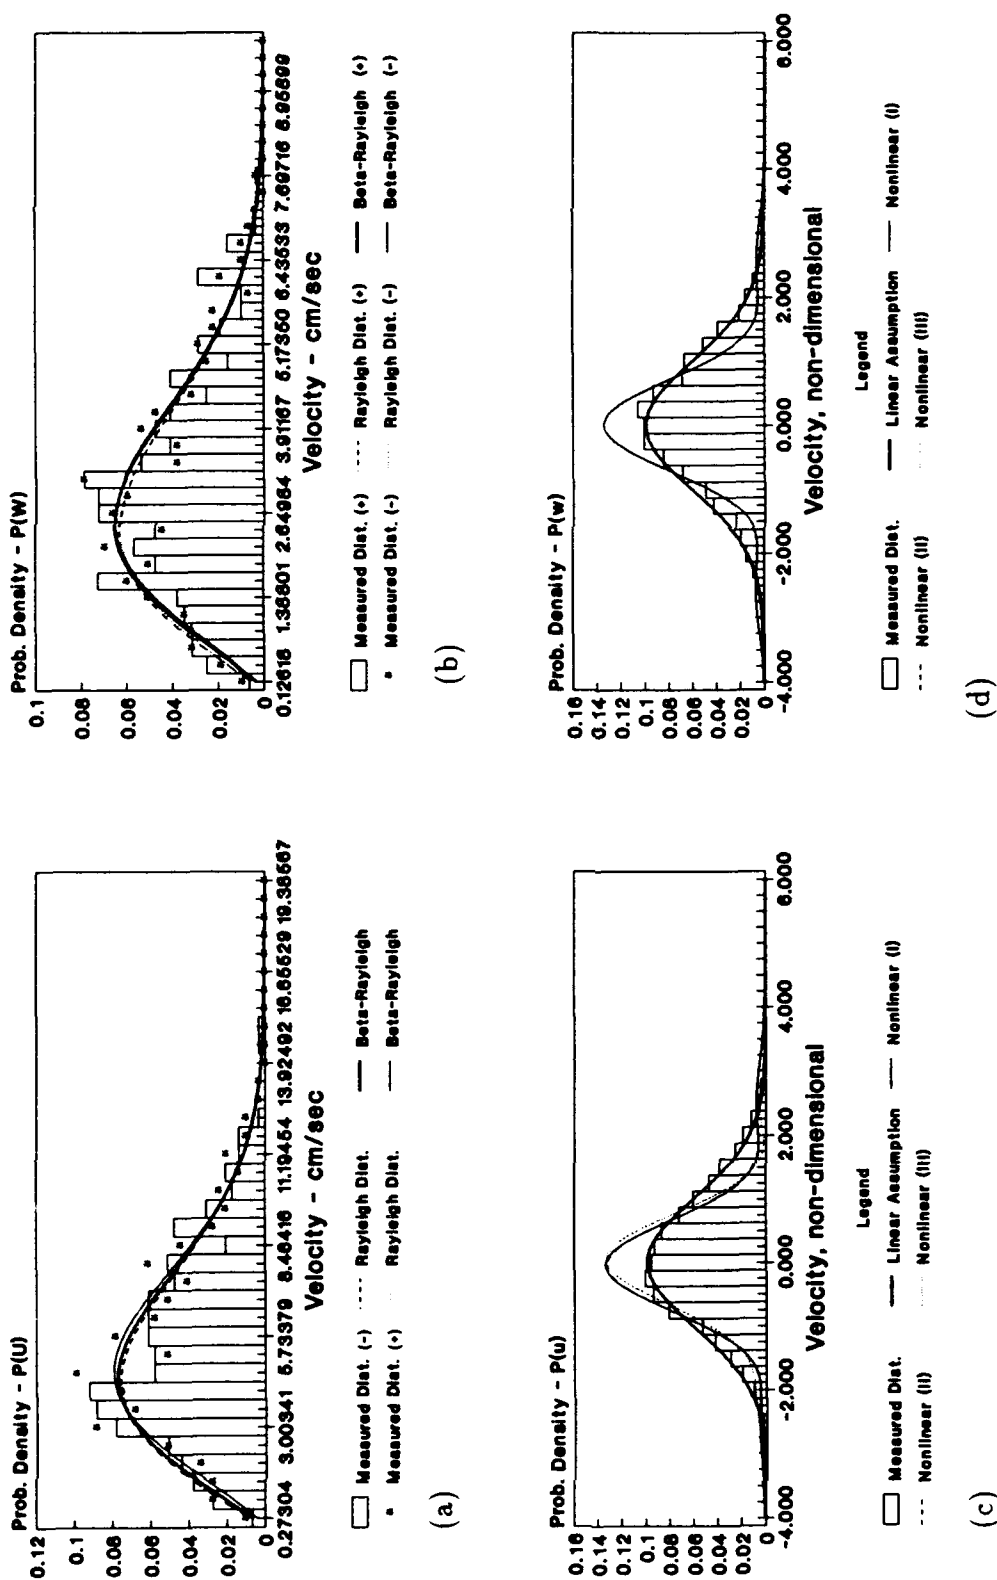 Prob. Density - P(U)
0.12
0.1
0.08
0.06
0.04
0.02
0
0.27304 3.00341 5.73379 8.46416 11.19454 13.92492 16.65529 19.38567
Velocity - cm/sec
Measured Dist. (-) Rayleigh Dist. Beta-Rayleigh
* Measured Dist. (+) Rayleigh Dist. Beta-Rayleigh
(a)
Prob. Density - P(W)
0.1
0.08
0.06
0.04
0.02
0
0.12618 1.38801 2.64984 3.91167 5.17350 6.43533 7.69716 8.95899
Velocity - cm/sec
Measured Dist. (+) Rayleigh Dist. (+) Beta-Rayleigh (+)
* Measured Dist. (-) Rayleigh Dist. (-) Beta-Rayleigh (-)
(b)
Prob. Density - P(u)
0.16
0.14
0.12
0.1
0.08
0.06
0.04
0.02
0
-4.000 -2.000 0.000 2.000 4.000 6.000
Velocity, non-dimensional
Legend
Measured Dist. Linear Assumption Nonlinear (I)
Nonlinear (II) Nonlinear (III)
(c)
Prob. Density - P(w)
0.16
0.14
0.12
0.1
0.08
0.06
0.04
0.02
0
-4.000 -2.000 0.000 2.000 4.000 6.000
Velocity, non-dimensional
Legend
Measured Dist. Linear Assumption Nonlinear (I)
Nonlinear (II) Nonlinear (III)
(d)